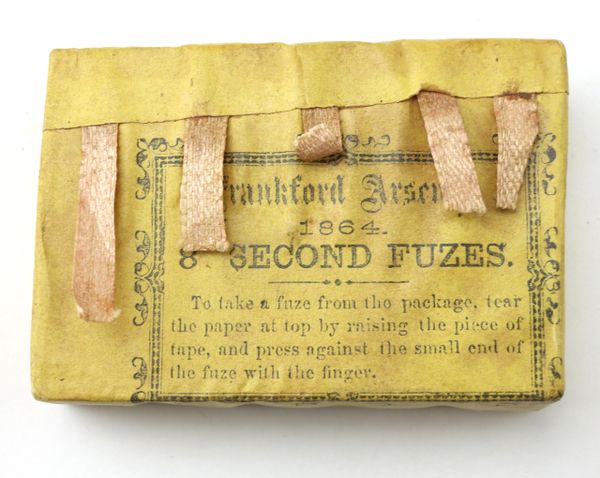 Frankford Arsen
1864.
8 SECOND FUZES.
To take a fuze from the package, tear
the paper at top by raising the piece of
tape, and press against the small end of
the fuze with the finger.